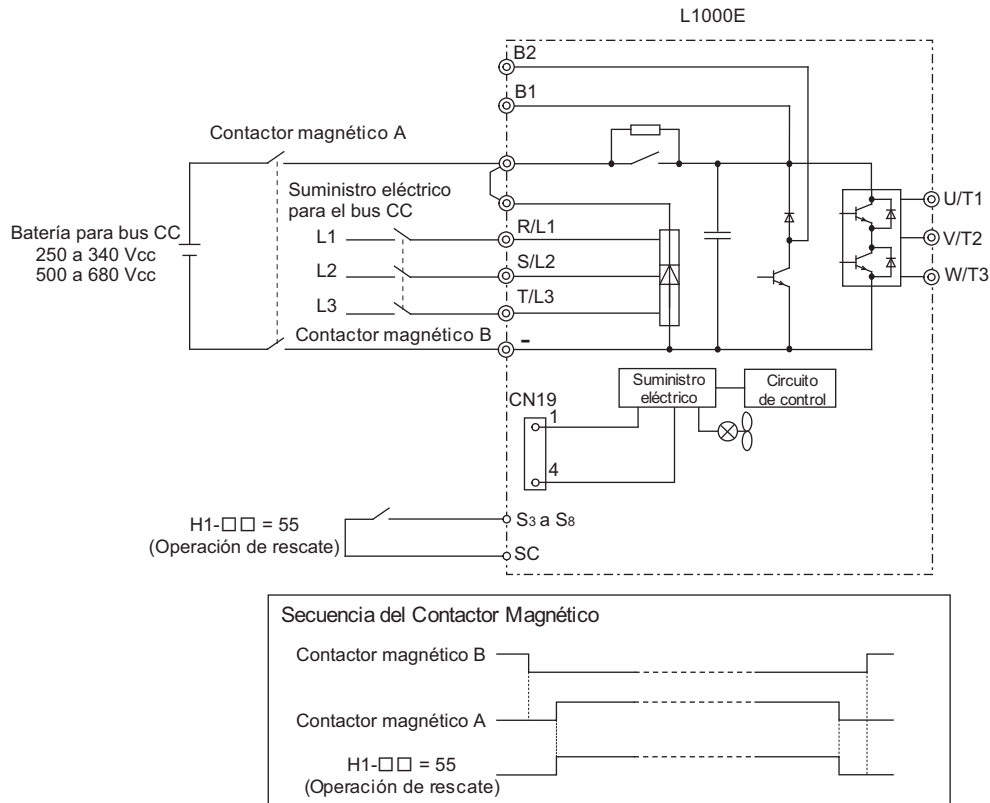 L1000E
B2
B1
Contactor magnético A
Suministro eléctrico
para el bus CC
Batería para bus CC
250 a 340 Vcc
500 a 680 Vcc
L1
R/L1
L2
S/L2
L3
T/L3
Contactor magnético B
-
U/T1
V/T2
W/T3
CN19
1
4
Suministro
eléctrico
Circuito
de control
H1-□□ = 55
(Operación de rescate)
S3 a S8
SC
Secuencia del Contactor Magnético
Contactor magnético B
Contactor magnético A
H1-□□ = 55
(Operación de rescate)